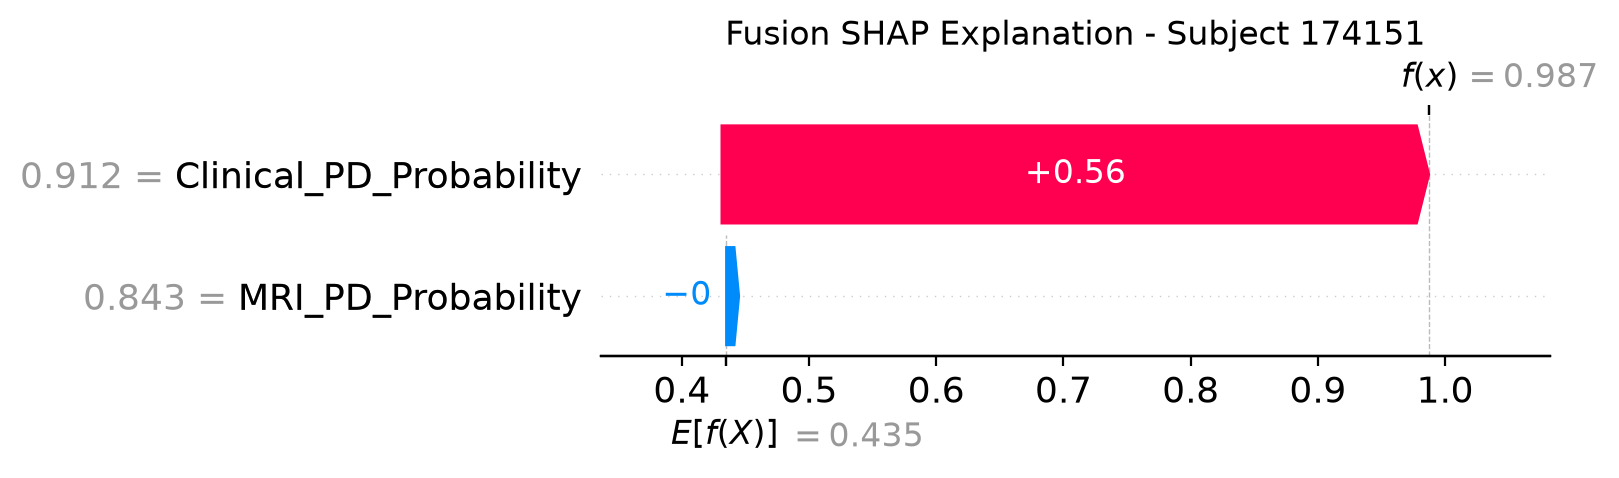 Fusion SHAP Explanation - Subject 174151
f(x) = 0.987
0.912 = Clinical_PD_Probability
+0.56
0.843 = MRI_PD_Probability
−0
0.4 0.5 0.6 0.7 0.8 0.9 1.0
E[f(X)] = 0.435